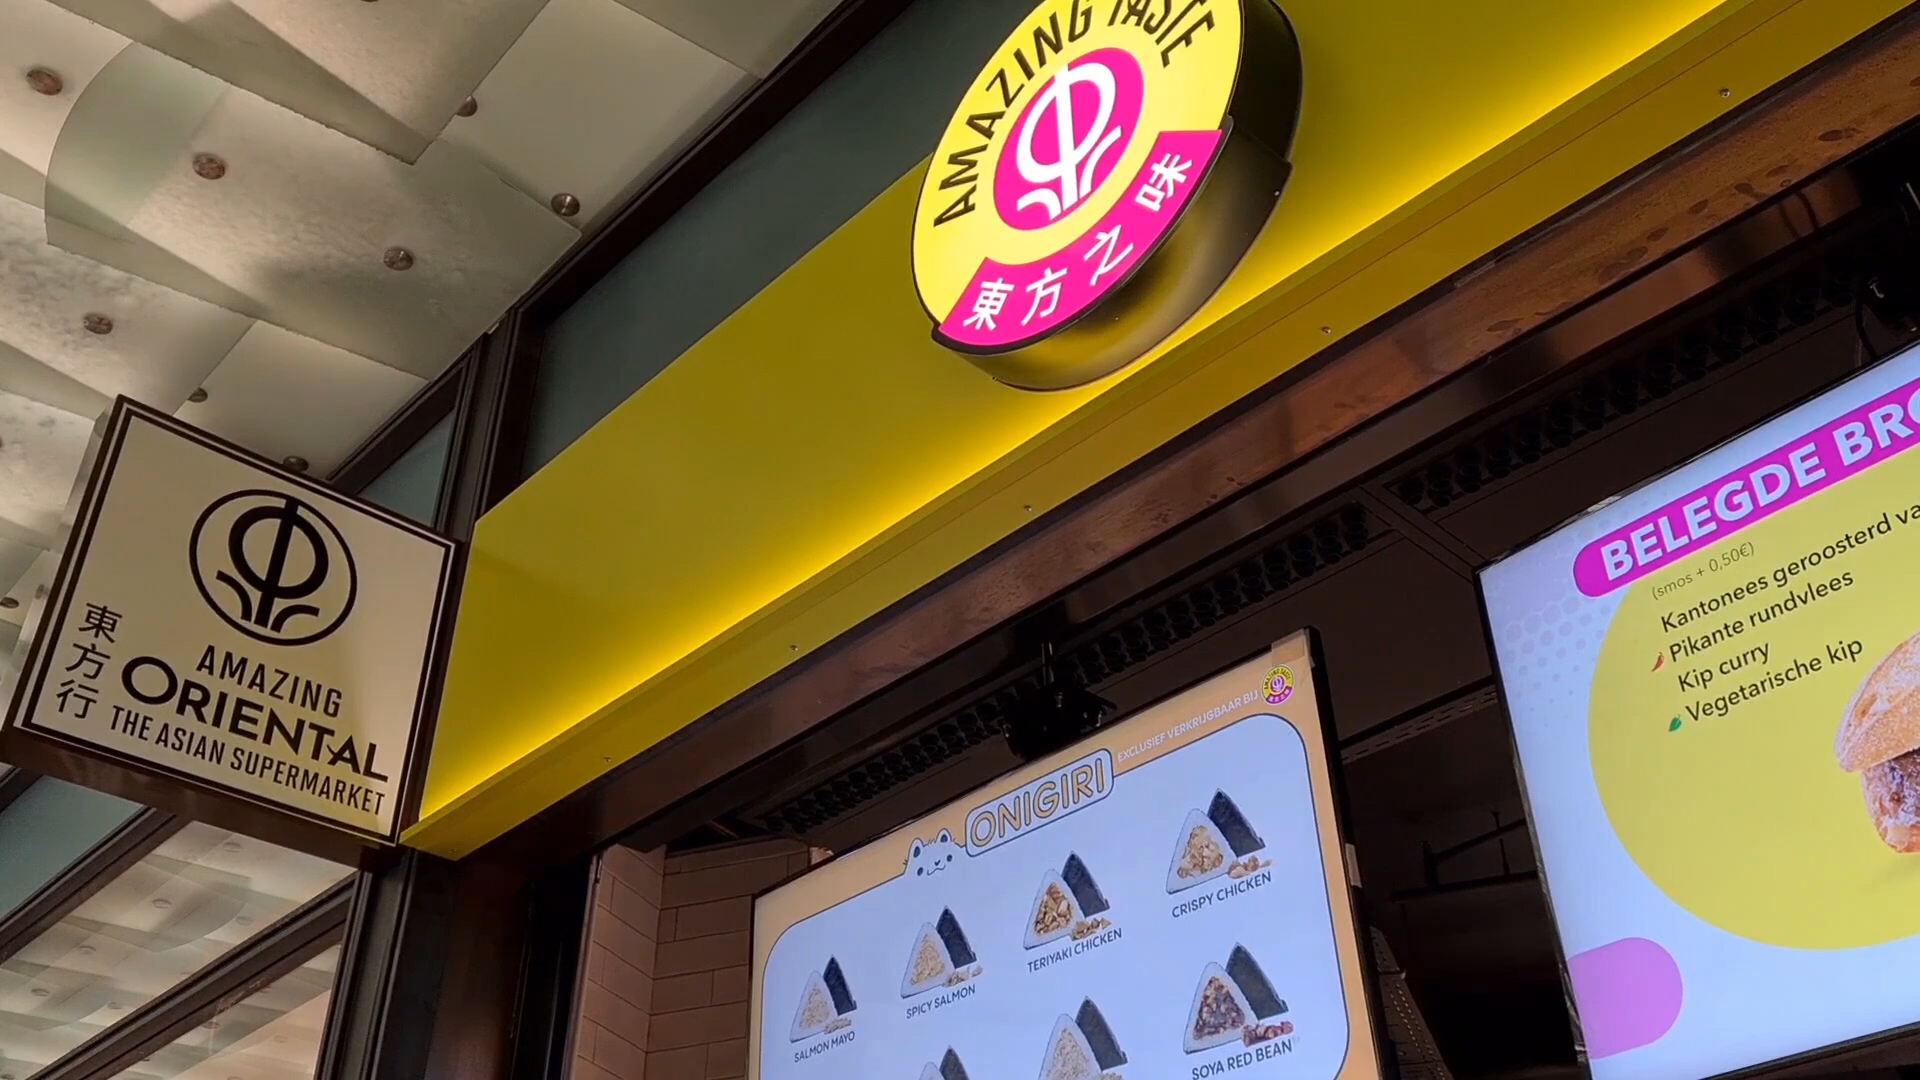 AMAZING TASTE
東方之味
東方行
AMAZING
ORIENTAL
THE ASIAN SUPERMARKET
EXCLUSIEF VERKRIJGBAAR BIJ
ONIGIRI
CRISPY CHICKEN
TERIYAKI CHICKEN
SPICY SALMON
SALMON MAYO
SOYA RED BEAN
BELEGDE
(smos + 0,50€)
Kantonees geroosterd
Pikante rundvlees
Kip curry
Vegetarische kip